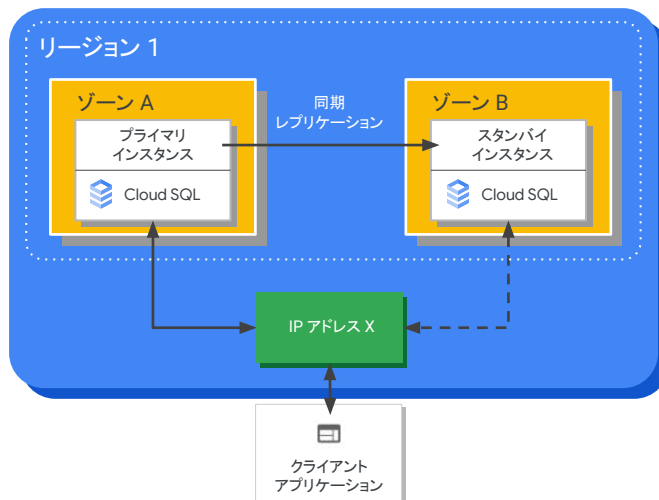 リージョン 1
ゾーン A
プライマリ
インスタンス
Cloud SQL
同期
レプリケーション
ゾーン B
スタンバイ
インスタンス
Cloud SQL
IP アドレス X
クライアント
アプリケーション